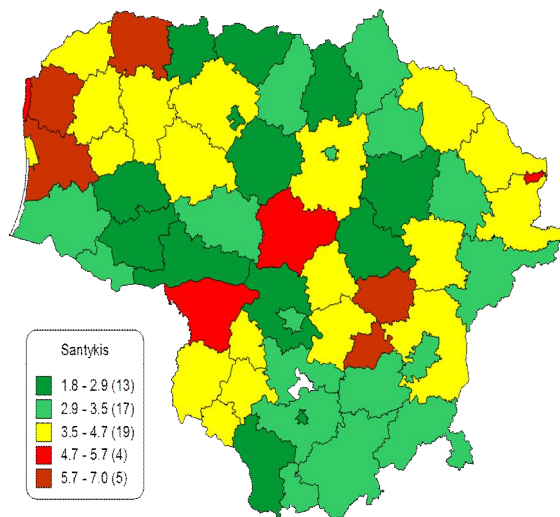 Santykis
1.8 - 2.9 (13)
2.9 - 3.5 (17)
3.5 - 4.7 (19)
4.7 - 5.7 (4)
5.7 - 7.0 (5)